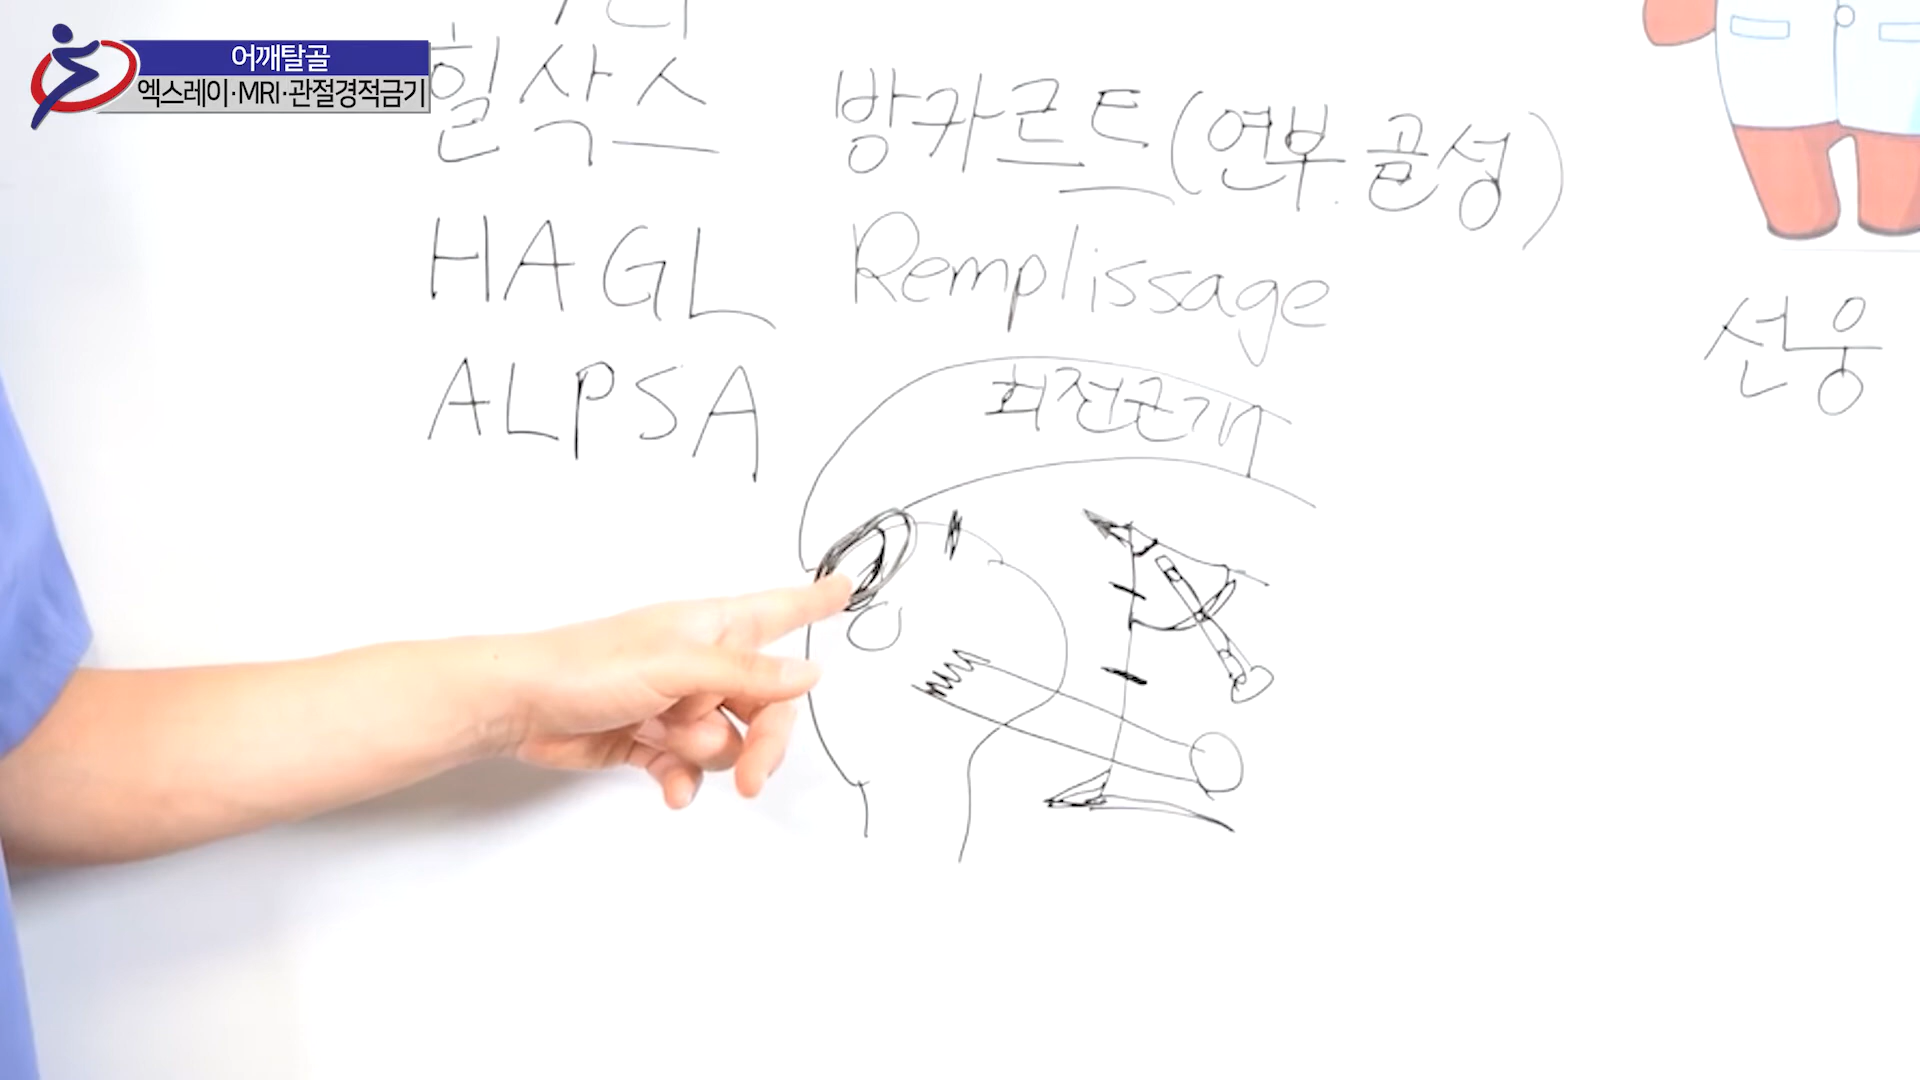 어깨탈골
엑스레이·MRI·관절경적금기
힐삭스 방카르트(연부.골성)
HAGL Remplissage
ALPSA
회전근개
선웅